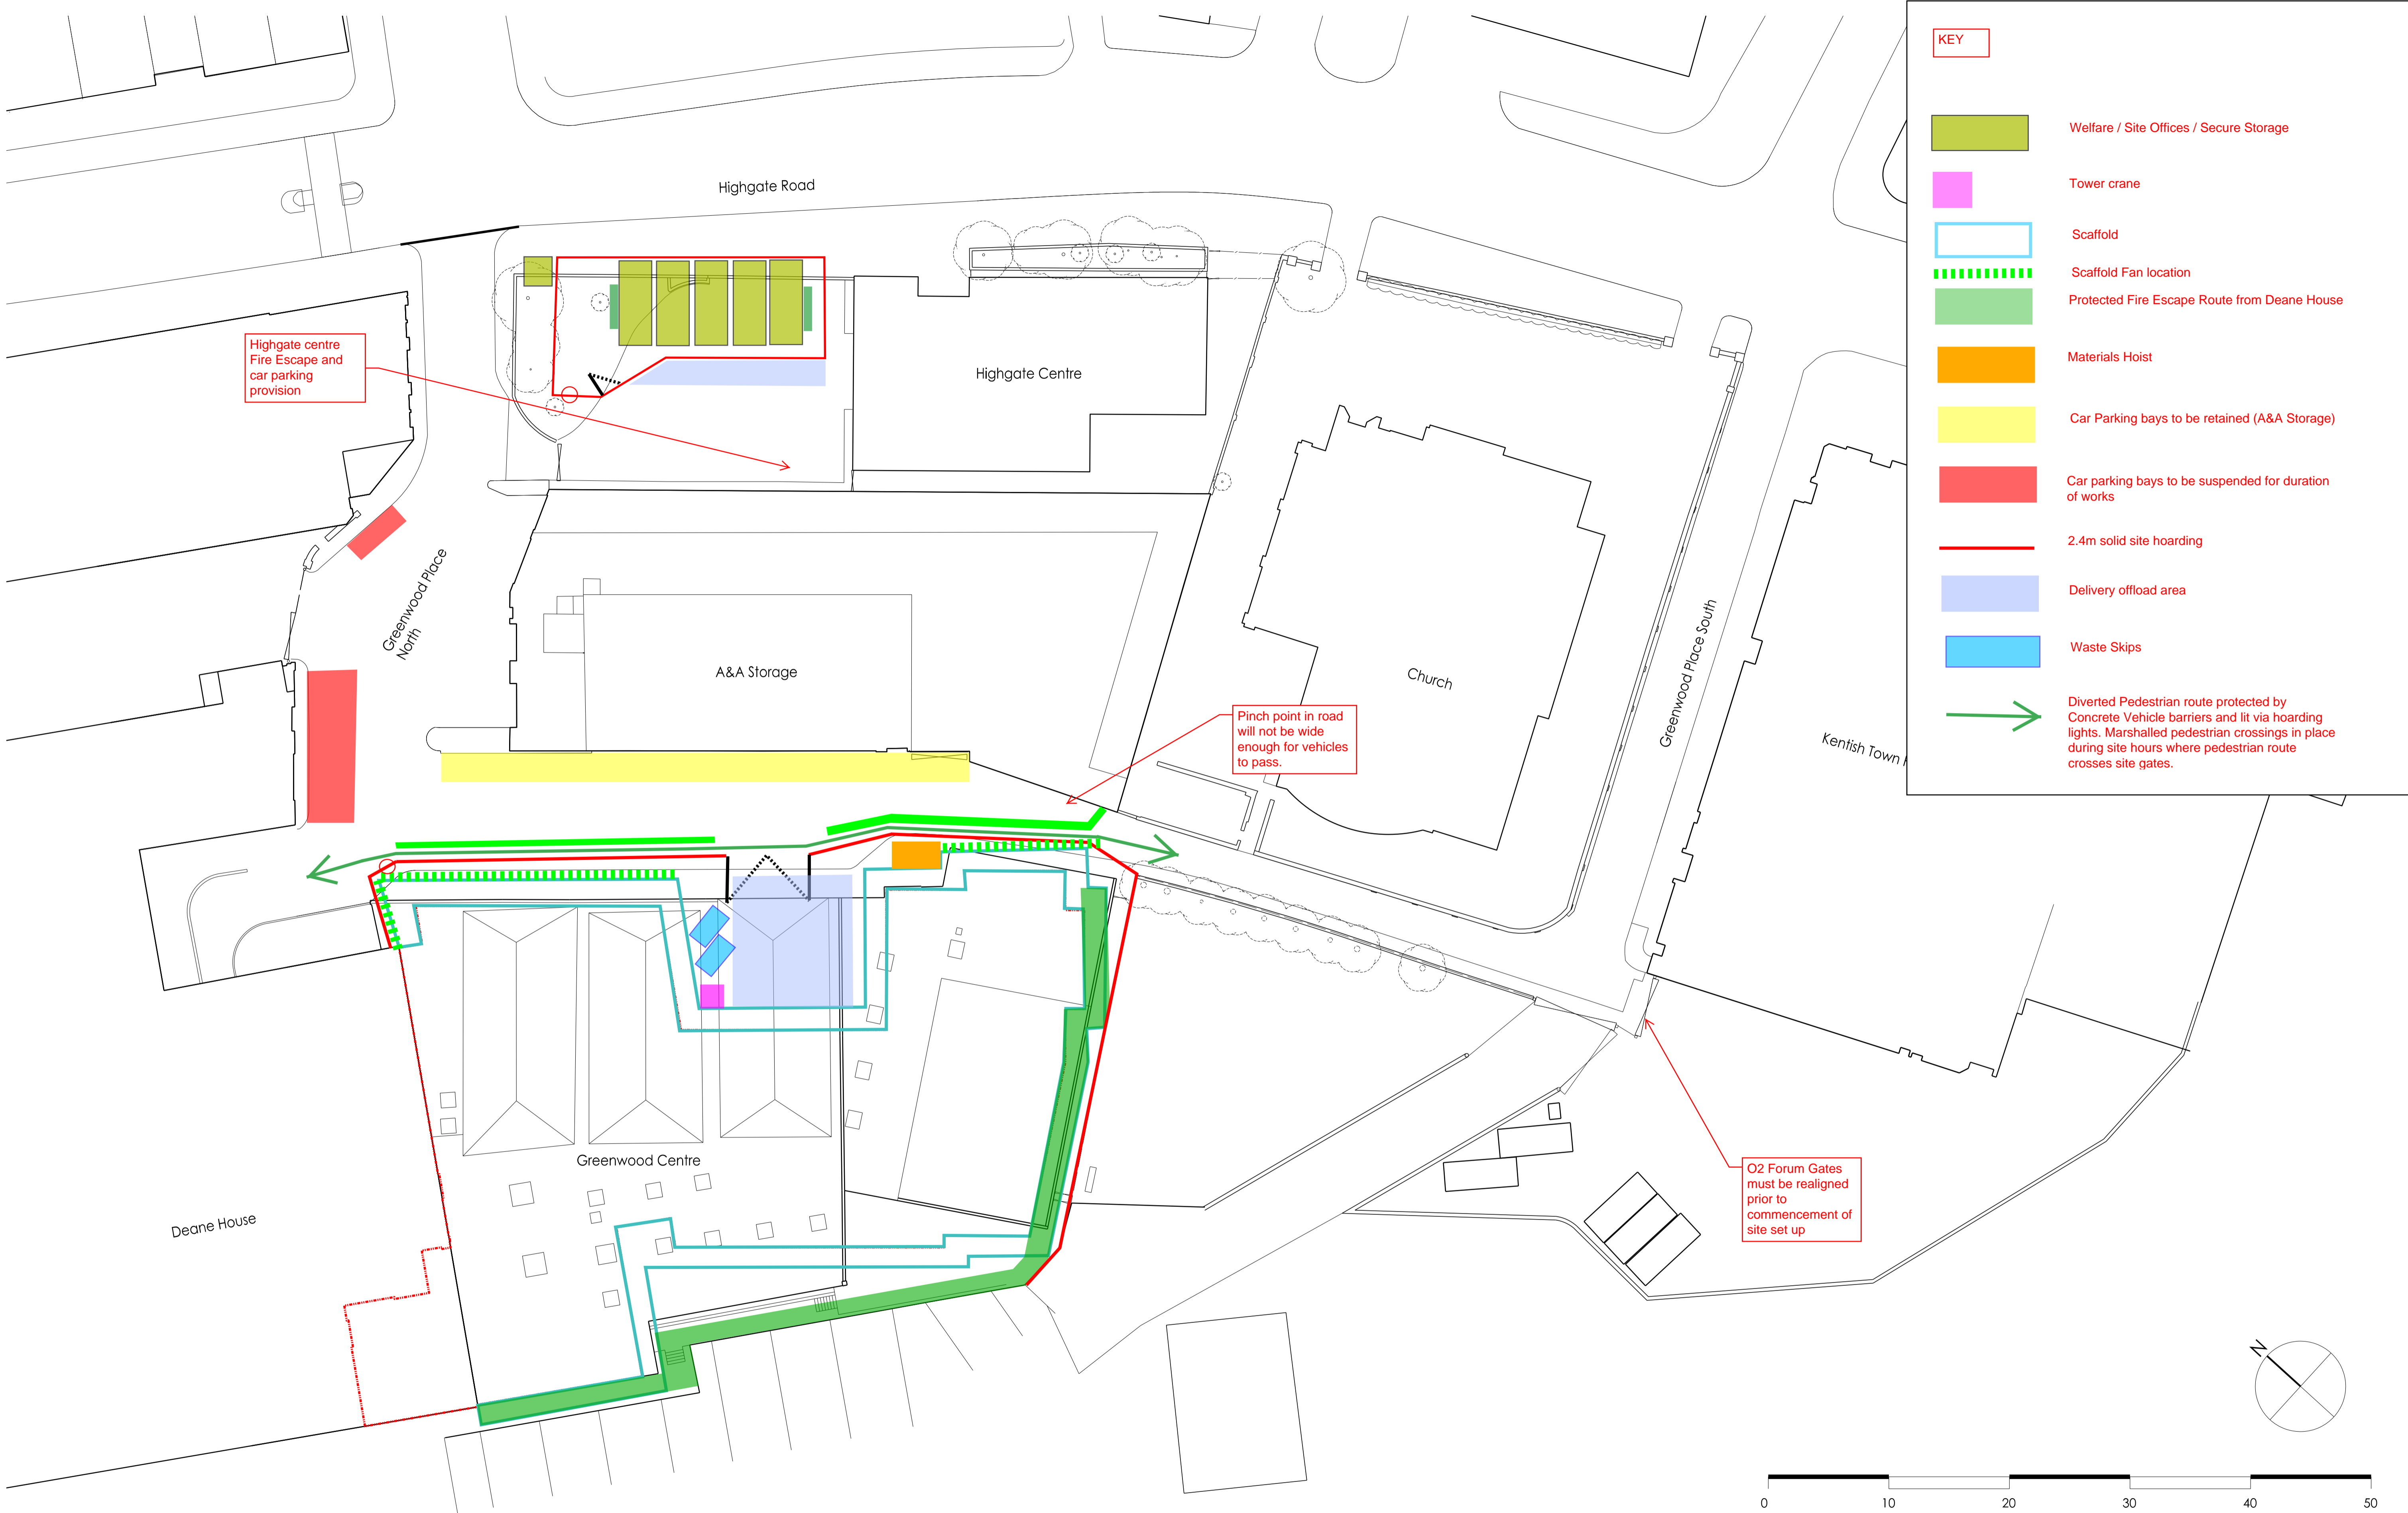 KEY
Welfare / Site Offices / Secure Storage
Tower crane
Scaffold
Scaffold Fan location
Protected Fire Escape Route from Deane House
Materials Hoist
Car Parking bays to be retained (A&A Storage)
Car parking bays to be suspended for duration
of works
2.4m solid site hoarding
Delivery offload area
Waste Skips
Diverted Pedestrian route protected by
Concrete Vehicle barriers and lit via hoarding
lights. Marshalled pedestrian crossings in place
during site hours where pedestrian route
crosses site gates.
Highgate Road
Highgate centre
Fire Escape and
car parking
provision
Highgate Centre
Greenwood Place
North
A&A Storage
Church
Greenwood Place South
Kentish Town
Pinch point in road
will not be wide
enough for vehicles
to pass.
Greenwood Centre
Deane House
O2 Forum Gates
must be realigned
prior to
commencement of
site set up
N
0 10 20 30 40 50